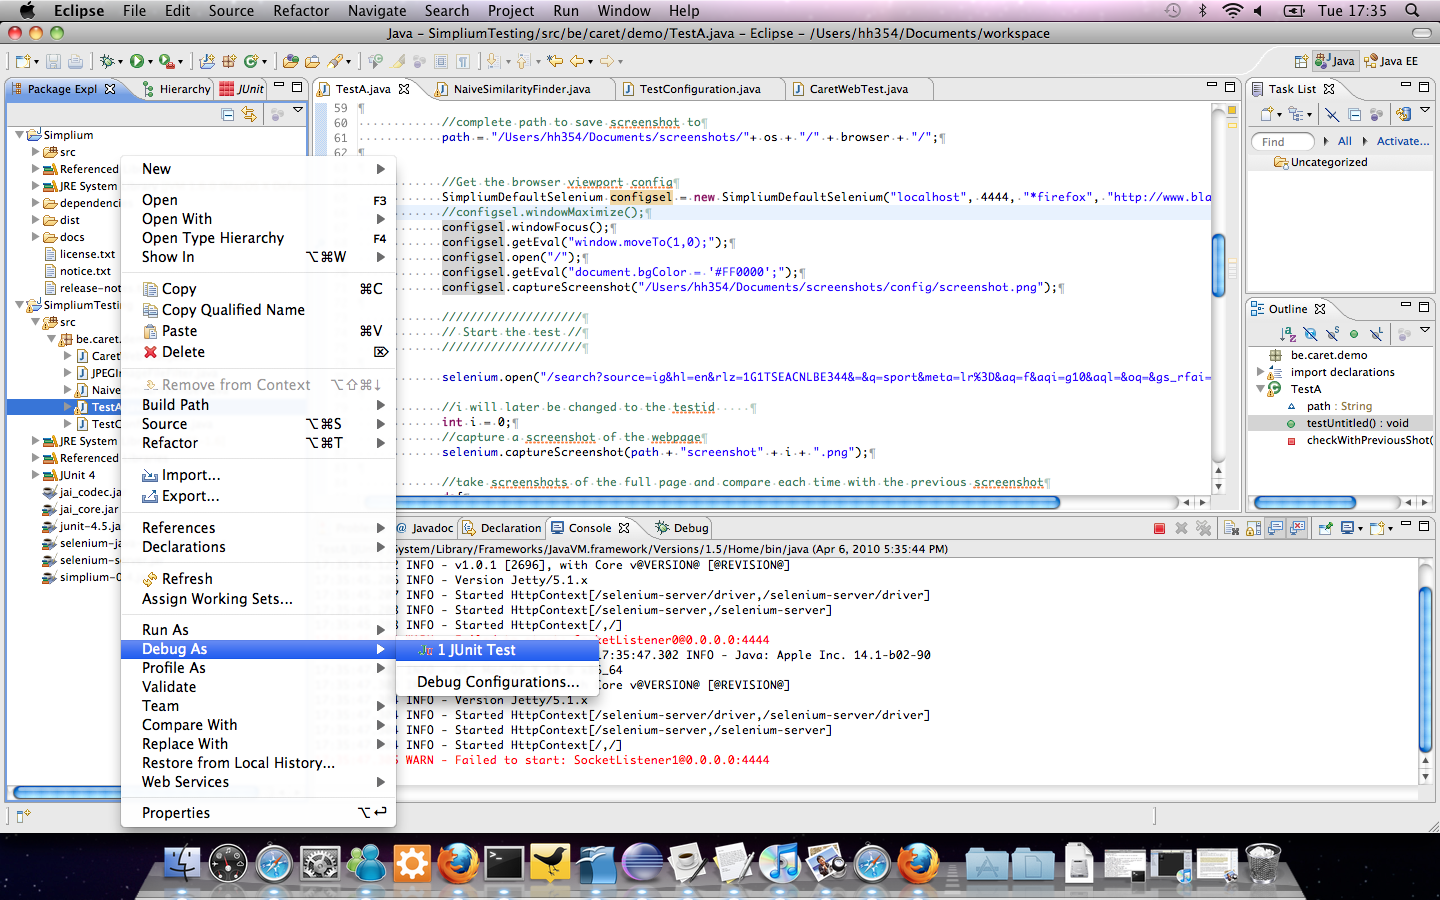 Eclipse File Edit Source Refactor Navigate Search Project Run Window Help Tue 17:35
Java – SimpliumTesting/src/be/caret/demo/TestA.java – Eclipse – /Users/hh354/Documents/workspace
Java Java EE
Package Expl Hierarchy JUnit
Simplium
src
Referenced
JRE System
dependencie
dist
docs
license.txt
notice.txt
release-not
SimpliumTesting
src
be.caret.
Caret
JPEGIn
Naive
TestA
TestC
JRE System
Referenced
JUnit 4
jai_codec.ja
jai_core.jar
junit-4.5.ja
selenium-ja
selenium-s
simplium-0
New
Open F3
Open With
Open Type Hierarchy F4
Show In ⌥⌘W
Copy ⌘C
Copy Qualified Name
Paste ⌘V
Delete ⌦
Remove from Context ⌥⇧⌘↓
Build Path
Source ⌥⌘S
Refactor ⌥⌘T
Import...
Export...
References
Declarations
Refresh
Assign Working Sets...
Run As
Debug As
Profile As
Validate
Team
Compare With
Replace With
Restore from Local History...
Web Services
Properties ⌥↩
1 JUnit Test
Debug Configurations...
TestA.java NaiveSimilarityFinder.java TestConfiguration.java CaretWebTest.java
59
60 //complete path to save screenshot to
61 path = "/Users/hh354/Documents/screenshots/"+ os + "/" + browser + "/";
62
//Get the browser viewport config
SimpliumDefaultSelenium configsel = new SimpliumDefaultSelenium("localhost", 4444, "*firefox", "http://www.bla
//configsel.windowMaximize();
configsel.windowFocus();
configsel.getEval("window.moveTo(1,0);");
configsel.open("/");
configsel.getEval("document.bgColor = '#FF0000';");
configsel.captureScreenshot("/Users/hh354/Documents/screenshots/config/screenshot.png");
////////////////////
// Start the test //
////////////////////
selenium.open("/search?source=ig&hl=en&rlz=1G1TSEACNLBE344&=&q=sport&meta=lr%3D&aq=f&aqi=g10&aql=&oq=&gs_rfai=
//i will later be changed to the testid
int i = 0;
//capture a screenshot of the webpage
selenium.captureScreenshot(path + "screenshot" + i + ".png");
//take screenshots of the full page and compare each time with the previous screenshot
Task List
Find All Activate...
Uncategorized
Outline
be.caret.demo
import declarations
TestA
path : String
testUntitled() : void
checkWithPreviousShot(
Javadoc Declaration Console Debug
System/Library/Frameworks/JavaVM.framework/Versions/1.5/Home/bin/java (Apr 6, 2010 5:35:44 PM)
INFO - v1.0.1 [2696], with Core v@VERSION@ [@REVISION@]
INFO - Version Jetty/5.1.x
INFO - Started HttpContext[/selenium-server/driver,/selenium-server/driver]
INFO - Started HttpContext[/selenium-server,/selenium-server]
INFO - Started HttpContext[/,/]
cketListener0@0.0.0.0:4444
17:35:47.302 INFO - Java: Apple Inc. 14.1-b02-90
_64
ore v@VERSION@ [@REVISION@]
INFO - Version Jetty/5.1.x
INFO - Started HttpContext[/selenium-server/driver,/selenium-server/driver]
INFO - Started HttpContext[/selenium-server,/selenium-server]
INFO - Started HttpContext[/,/]
WARN - Failed to start: SocketListener1@0.0.0.0:4444